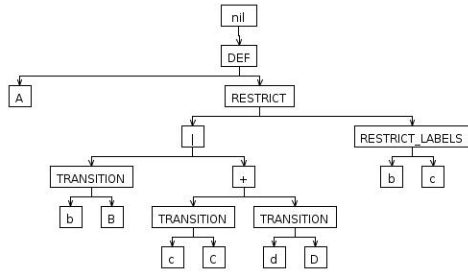 nil
DEF
A RESTRICT
| RESTRICT_LABELS
TRANSITION + b c
b B TRANSITION TRANSITION
c C d D